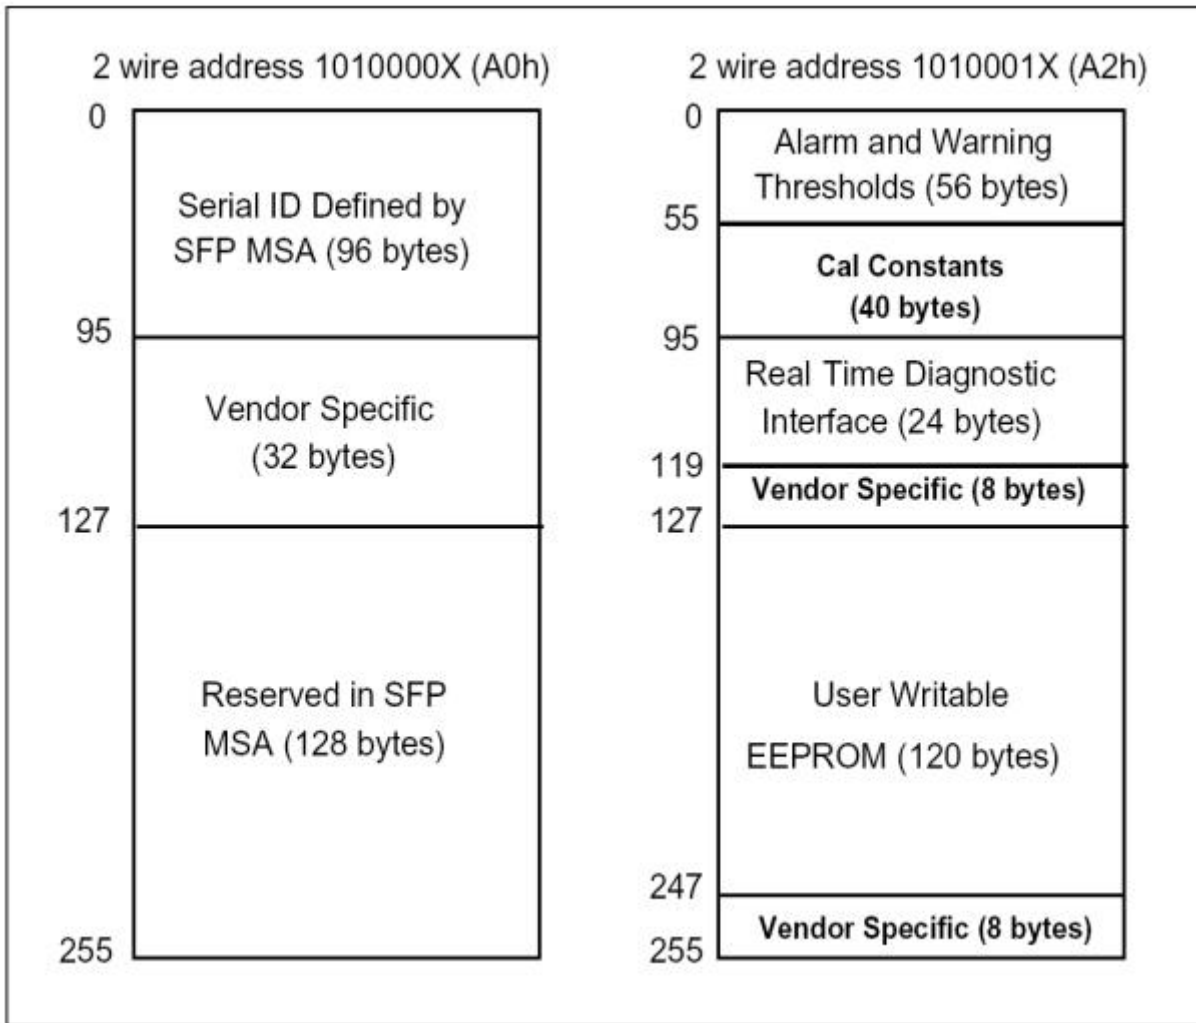 2 wire address 1010000X (A0h)
0
Serial ID Defined by
SFP MSA (96 bytes)
95
Vendor Specific
(32 bytes)
127
Reserved in SFP
MSA (128 bytes)
255
2 wire address 1010001X (A2h)
0
Alarm and Warning
Thresholds (56 bytes)
55
Cal Constants
(40 bytes)
95
Real Time Diagnostic
Interface (24 bytes)
119
Vendor Specific (8 bytes)
127
User Writable
EEPROM (120 bytes)
247
Vendor Specific (8 bytes)
255